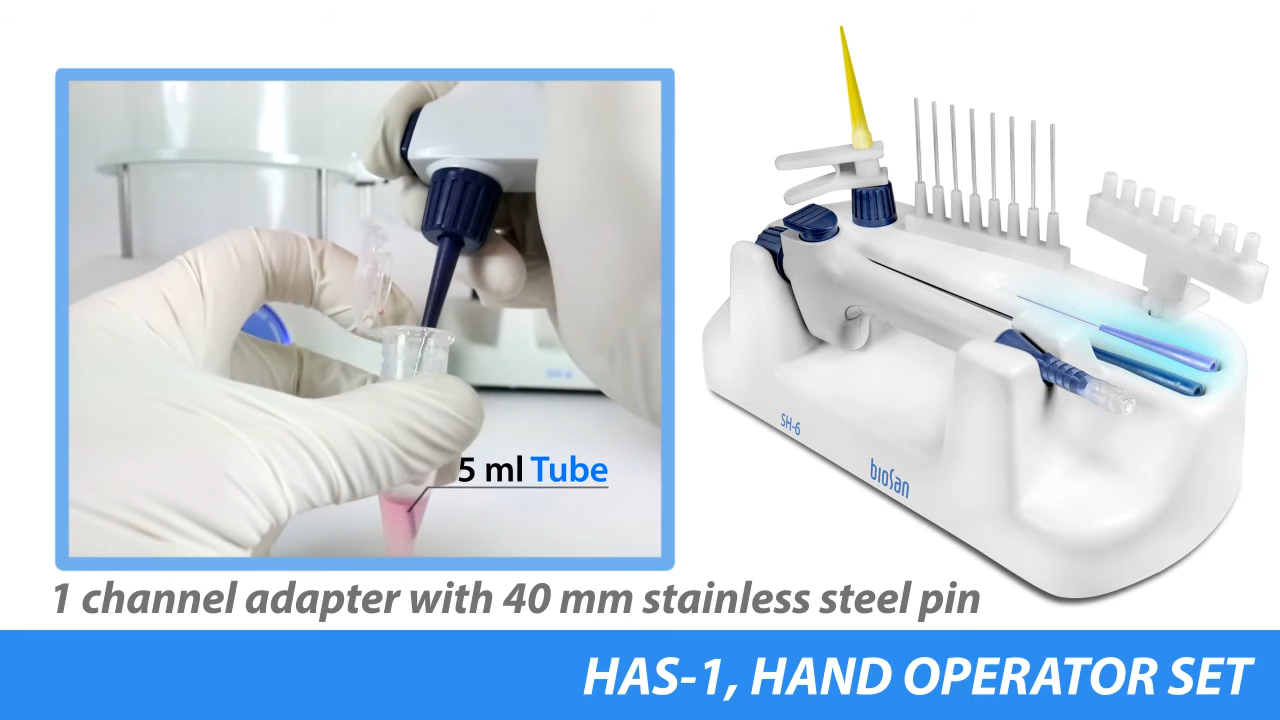 5 ml Tube
SH-6
bioSan
1 channel adapter with 40 mm stainless steel pin
HAS-1, HAND OPERATOR SET